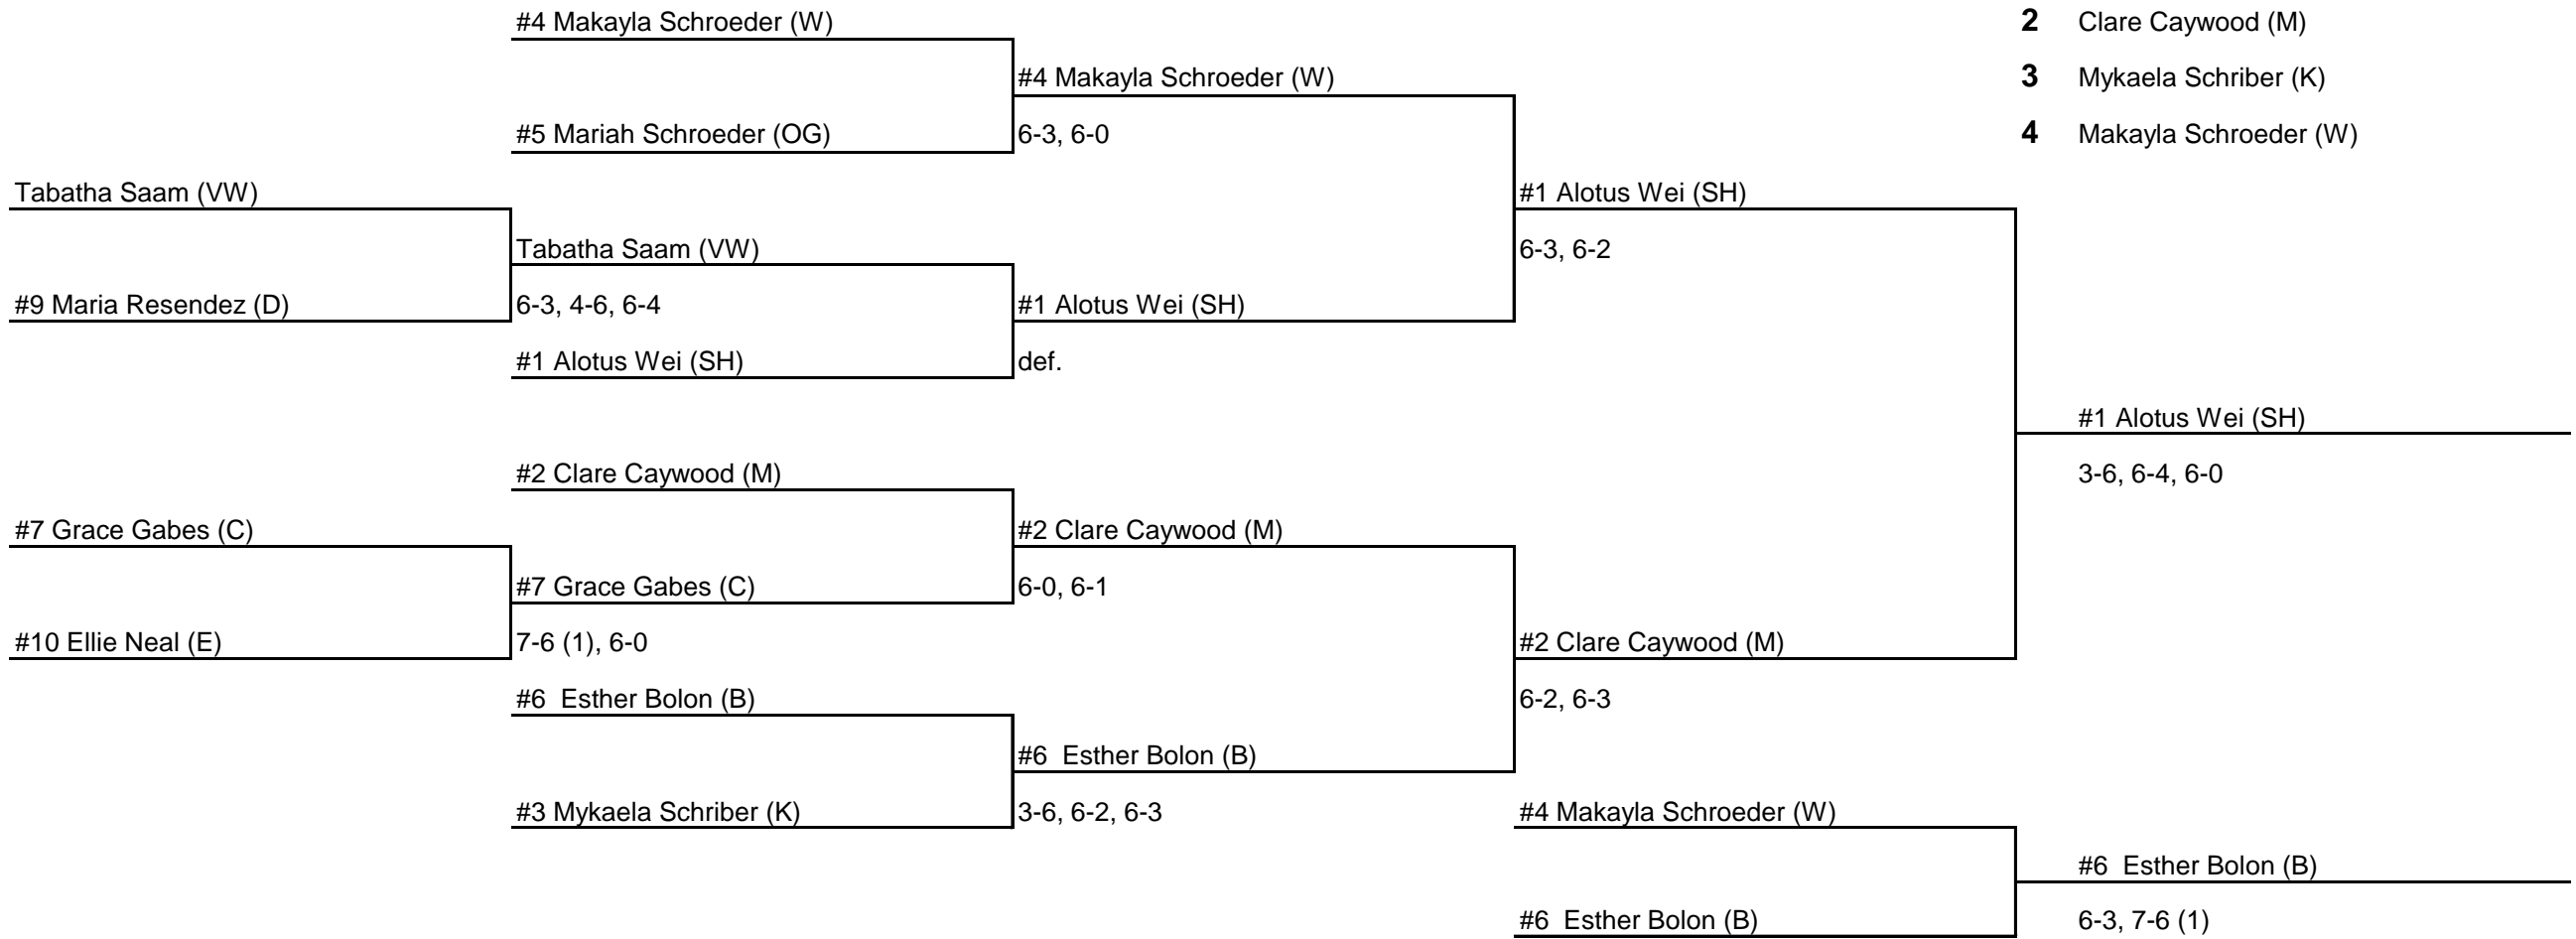 #4 Makayla Schroeder (W)
2 Clare Caywood (M)
#4 Makayla Schroeder (W)
3 Mykaela Schriber (K)
#5 Mariah Schroeder (OG)
6-3, 6-0
4 Makayla Schroeder (W)
Tabatha Saam (VW)
#1 Alotus Wei (SH)
Tabatha Saam (VW)
6-3, 6-2
#9 Maria Resendez (D)
6-3, 4-6, 6-4
#1 Alotus Wei (SH)
#1 Alotus Wei (SH)
def.
#1 Alotus Wei (SH)
#2 Clare Caywood (M)
3-6, 6-4, 6-0
#7 Grace Gabes (C)
#2 Clare Caywood (M)
#7 Grace Gabes (C)
6-0, 6-1
#10 Ellie Neal (E)
7-6 (1), 6-0
#2 Clare Caywood (M)
#6 Esther Bolon (B)
6-2, 6-3
#6 Esther Bolon (B)
#3 Mykaela Schriber (K)
3-6, 6-2, 6-3
#4 Makayla Schroeder (W)
#6 Esther Bolon (B)
#6 Esther Bolon (B)
6-3, 7-6 (1)